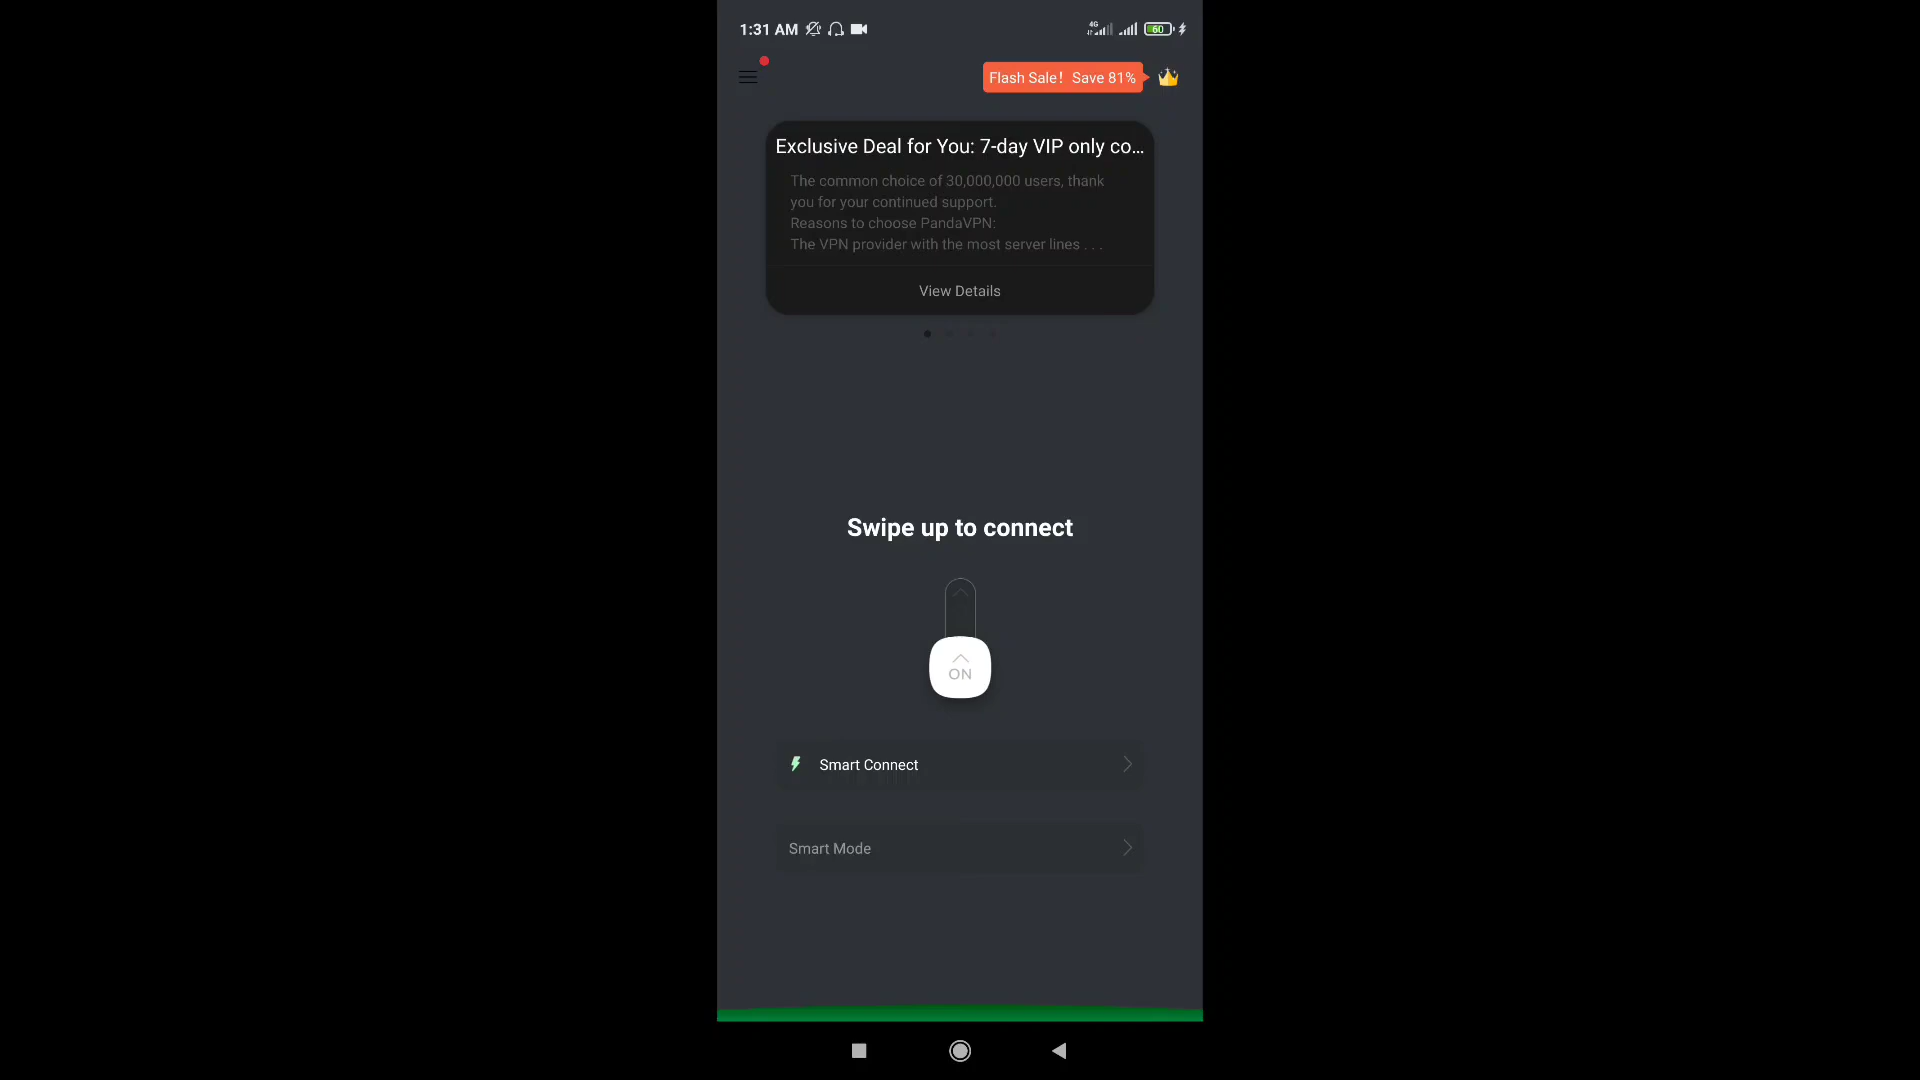 1:31 AM
4G
60
Flash Sale! Save 81%
Exclusive Deal for You: 7-day VIP only co...
The common choice of 30,000,000 users, thank
you for your continued support.
Reasons to choose PandaVPN:
The VPN provider with the most server lines . . .
View Details
Swipe up to connect
ON
Smart Connect
Smart Mode